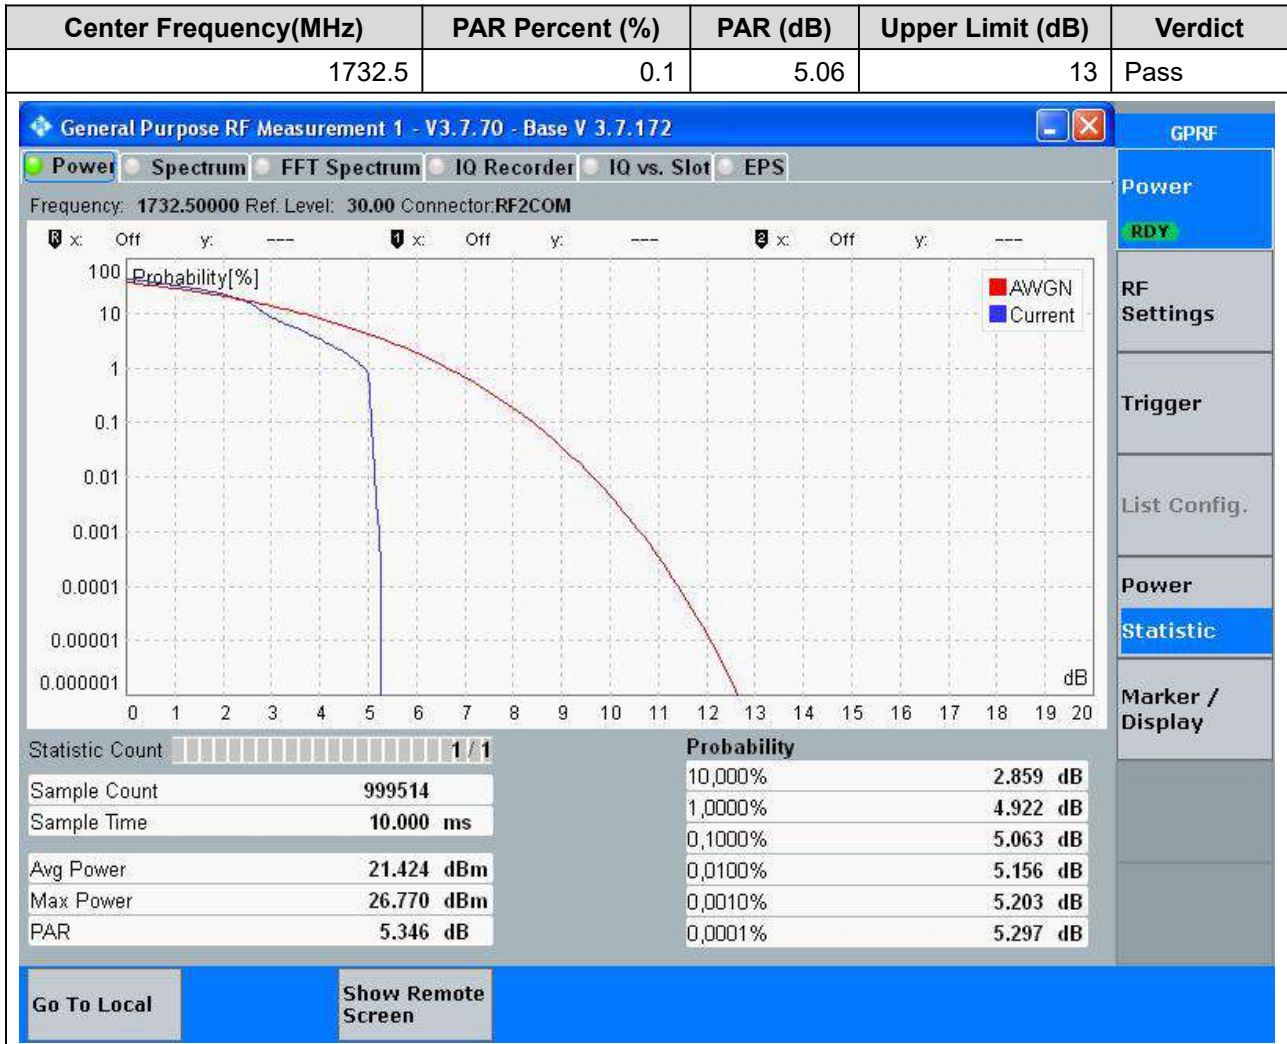 Center Frequency(MHz) PAR Percent (%) PAR (dB) Upper Limit (dB) Verdict
1732.5 0.1 5.06 13 Pass
General Purpose RF Measurement 1 - V3.7.70 - Base V 3.7.172
GPRF
Power Spectrum FFT Spectrum IQ Recorder IQ vs. Slot EPS
Power
RDY
Frequency: 1732.50000 Ref. Level: 30.00 Connector:RF2COM
R x: Off y: --- 1 x: Off y: --- 2 x: Off y: ---
Probability[%]
AWGN
Current
100
10
1
0.1
0.01
0.001
0.0001
0.00001
0.000001
dB
0 1 2 3 4 5 6 7 8 9 10 11 12 13 14 15 16 17 18 19 20
RF
Settings
Trigger
List Config.
Power
Statistic
Marker /
Display
Statistic Count 1 / 1
Sample Count 999514
Sample Time 10.000 ms
Avg Power 21.424 dBm
Max Power 26.770 dBm
PAR 5.346 dB
Probability
10,000% 2.859 dB
1,0000% 4.922 dB
0,1000% 5.063 dB
0,0100% 5.156 dB
0,0010% 5.203 dB
0,0001% 5.297 dB
Go To Local
Show Remote
Screen